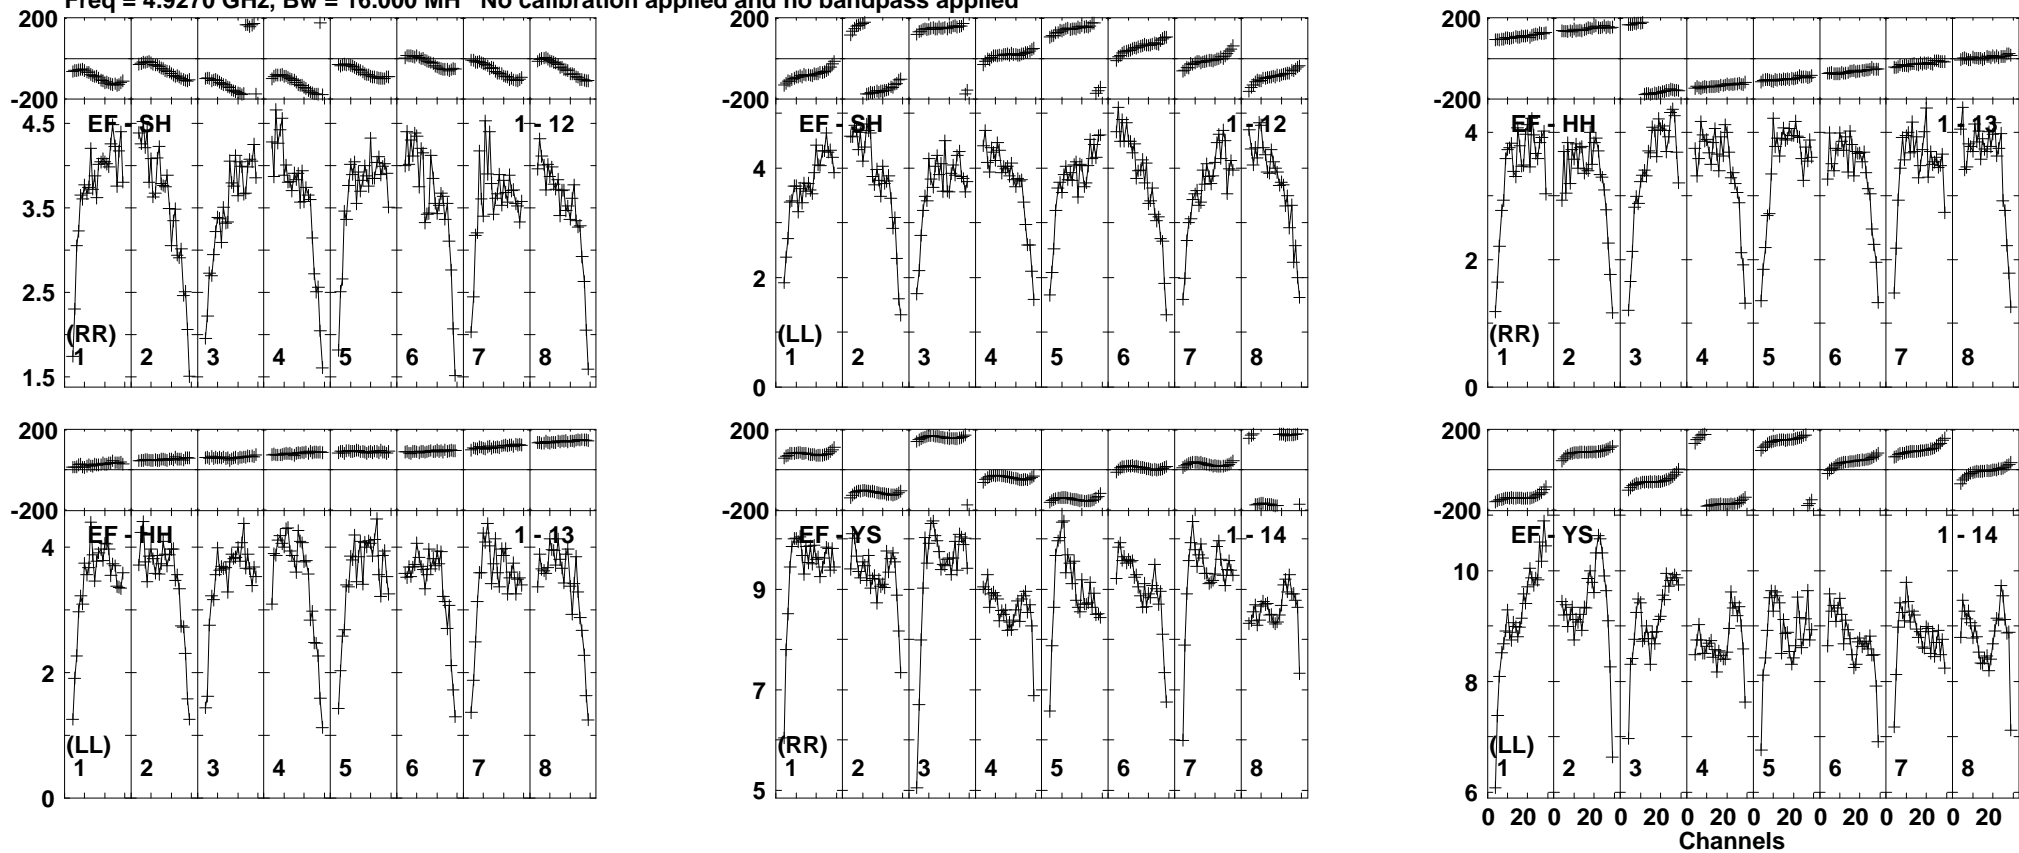 Freq = 4.9270 GHz, Bw = 16.000 MH   No calibration applied and no bandpass applied
200
-200
4.5
3.5
2.5
1.5
EF - SH
1 - 12
(RR)
1 2 3 4 5 6 7 8
200
-200
4
2
0
EF - SH
1 - 12
(LL)
1 2 3 4 5 6 7 8
200
-200
4
2
0
EF - HH
1 - 13
(RR)
1 2 3 4 5 6 7 8
200
-200
4
2
0
EF - HH
1 - 13
(LL)
1 2 3 4 5 6 7 8
200
-200
9
7
5
EF - YS
1 - 14
(RR)
1 2 3 4 5 6 7 8
200
-200
10
8
6
EF - YS
1 - 14
(LL)
1 2 3 4 5 6 7 8
0 20 0 20 0 20 0 20 0 20 0 20 0 20 0 20
Channels